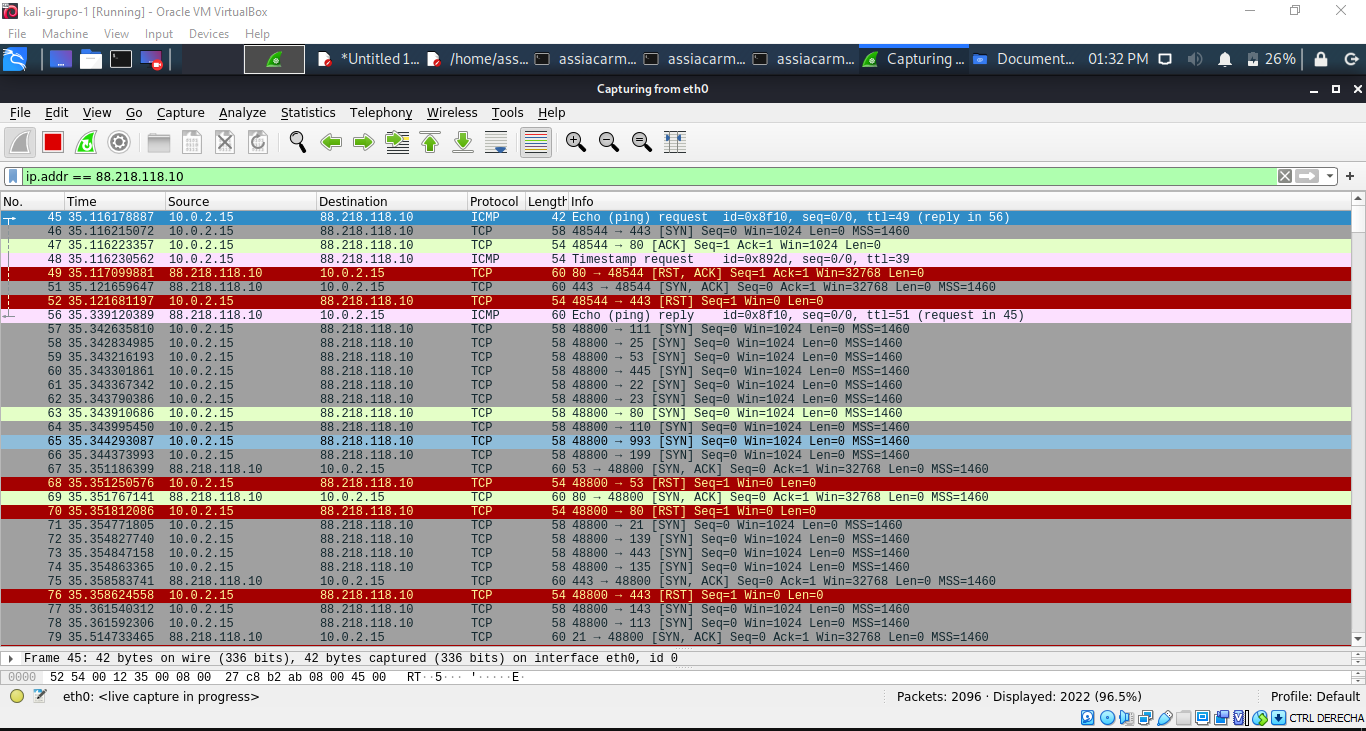 kali-grupo-1 [Running] - Oracle VM VirtualBox
File Machine View Input Devices Help
*Untitled 1... /home/ass... assiacarm... assiacarm... assiacarm... Capturing ... Document... 01:32 PM 26%
Capturing from eth0
File Edit View Go Capture Analyze Statistics Telephony Wireless Tools Help
ip.addr == 88.218.118.10
No. Time Source Destination Protocol Length Info
45 35.116178887 10.0.2.15 88.218.118.10 ICMP 42 Echo (ping) request id=0x8f10, seq=0/0, ttl=49 (reply in 56)
46 35.116215072 10.0.2.15 88.218.118.10 TCP 58 48544 → 443 [SYN] Seq=0 Win=1024 Len=0 MSS=1460
47 35.116223357 10.0.2.15 88.218.118.10 TCP 54 48544 → 80 [ACK] Seq=1 Ack=1 Win=1024 Len=0
48 35.116230562 10.0.2.15 88.218.118.10 ICMP 54 Timestamp request id=0x892d, seq=0/0, ttl=39
49 35.117099881 88.218.118.10 10.0.2.15 TCP 60 80 → 48544 [RST, ACK] Seq=1 Ack=1 Win=32768 Len=0
51 35.121659647 88.218.118.10 10.0.2.15 TCP 60 443 → 48544 [SYN, ACK] Seq=0 Ack=1 Win=32768 Len=0 MSS=1460
52 35.121681197 10.0.2.15 88.218.118.10 TCP 54 48544 → 443 [RST] Seq=1 Win=0 Len=0
56 35.339120389 88.218.118.10 10.0.2.15 ICMP 60 Echo (ping) reply id=0x8f10, seq=0/0, ttl=51 (request in 45)
57 35.342635810 10.0.2.15 88.218.118.10 TCP 58 48800 → 111 [SYN] Seq=0 Win=1024 Len=0 MSS=1460
58 35.342834985 10.0.2.15 88.218.118.10 TCP 58 48800 → 25 [SYN] Seq=0 Win=1024 Len=0 MSS=1460
59 35.343216193 10.0.2.15 88.218.118.10 TCP 58 48800 → 53 [SYN] Seq=0 Win=1024 Len=0 MSS=1460
60 35.343301861 10.0.2.15 88.218.118.10 TCP 58 48800 → 445 [SYN] Seq=0 Win=1024 Len=0 MSS=1460
61 35.343367342 10.0.2.15 88.218.118.10 TCP 58 48800 → 22 [SYN] Seq=0 Win=1024 Len=0 MSS=1460
62 35.343790386 10.0.2.15 88.218.118.10 TCP 58 48800 → 23 [SYN] Seq=0 Win=1024 Len=0 MSS=1460
63 35.343910686 10.0.2.15 88.218.118.10 TCP 58 48800 → 80 [SYN] Seq=0 Win=1024 Len=0 MSS=1460
64 35.343995450 10.0.2.15 88.218.118.10 TCP 58 48800 → 110 [SYN] Seq=0 Win=1024 Len=0 MSS=1460
65 35.344293087 10.0.2.15 88.218.118.10 TCP 58 48800 → 993 [SYN] Seq=0 Win=1024 Len=0 MSS=1460
66 35.344373993 10.0.2.15 88.218.118.10 TCP 58 48800 → 199 [SYN] Seq=0 Win=1024 Len=0 MSS=1460
67 35.351186399 88.218.118.10 10.0.2.15 TCP 60 53 → 48800 [SYN, ACK] Seq=0 Ack=1 Win=32768 Len=0 MSS=1460
68 35.351250576 10.0.2.15 88.218.118.10 TCP 54 48800 → 53 [RST] Seq=1 Win=0 Len=0
69 35.351767141 88.218.118.10 10.0.2.15 TCP 60 80 → 48800 [SYN, ACK] Seq=0 Ack=1 Win=32768 Len=0 MSS=1460
70 35.351812086 10.0.2.15 88.218.118.10 TCP 54 48800 → 80 [RST] Seq=1 Win=0 Len=0
71 35.354771805 10.0.2.15 88.218.118.10 TCP 58 48800 → 21 [SYN] Seq=0 Win=1024 Len=0 MSS=1460
72 35.354827740 10.0.2.15 88.218.118.10 TCP 58 48800 → 139 [SYN] Seq=0 Win=1024 Len=0 MSS=1460
73 35.354847158 10.0.2.15 88.218.118.10 TCP 58 48800 → 443 [SYN] Seq=0 Win=1024 Len=0 MSS=1460
74 35.354863365 10.0.2.15 88.218.118.10 TCP 58 48800 → 135 [SYN] Seq=0 Win=1024 Len=0 MSS=1460
75 35.358583741 88.218.118.10 10.0.2.15 TCP 60 443 → 48800 [SYN, ACK] Seq=0 Ack=1 Win=32768 Len=0 MSS=1460
76 35.358624558 10.0.2.15 88.218.118.10 TCP 54 48800 → 443 [RST] Seq=1 Win=0 Len=0
77 35.361540312 10.0.2.15 88.218.118.10 TCP 58 48800 → 143 [SYN] Seq=0 Win=1024 Len=0 MSS=1460
78 35.361592306 10.0.2.15 88.218.118.10 TCP 58 48800 → 113 [SYN] Seq=0 Win=1024 Len=0 MSS=1460
79 35.514733465 88.218.118.10 10.0.2.15 TCP 60 21 → 48800 [SYN, ACK] Seq=0 Ack=1 Win=32768 Len=0 MSS=1460
Frame 45: 42 bytes on wire (336 bits), 42 bytes captured (336 bits) on interface eth0, id 0
0000 52 54 00 12 35 00 08 00 27 c8 b2 ab 08 00 45 00 RT··5··· '·····E·
eth0: <live capture in progress> Packets: 2096 · Displayed: 2022 (96.5%) Profile: Default
CTRL DERECHA